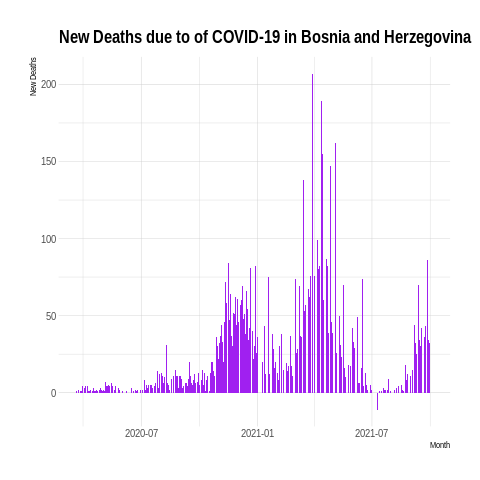 New Deaths due to of COVID-19 in Bosnia and Herzegovina
New Deaths
200
150
100
50
0
2020-07
2021-01
2021-07
Month